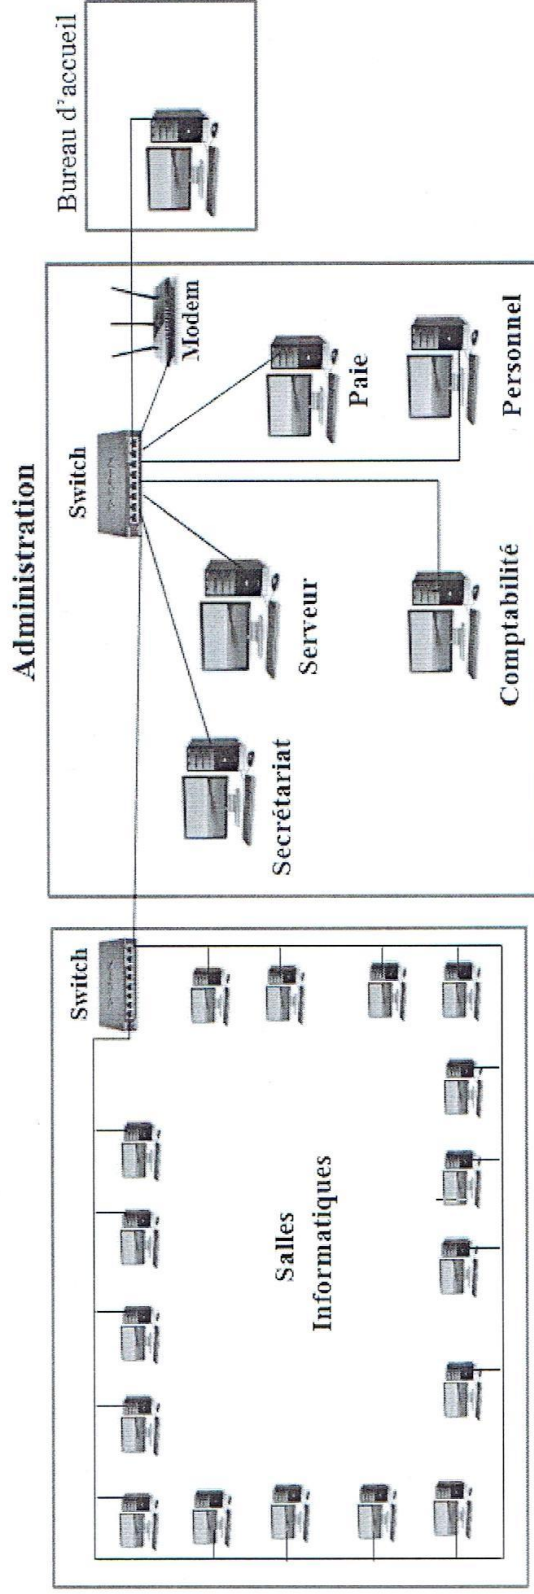 Administration
Bureau d'accueil
Switch
Switch
Modem
Secrétariat
Serveur
Paie
Comptabilité
Personnel
Salles
Informatiques